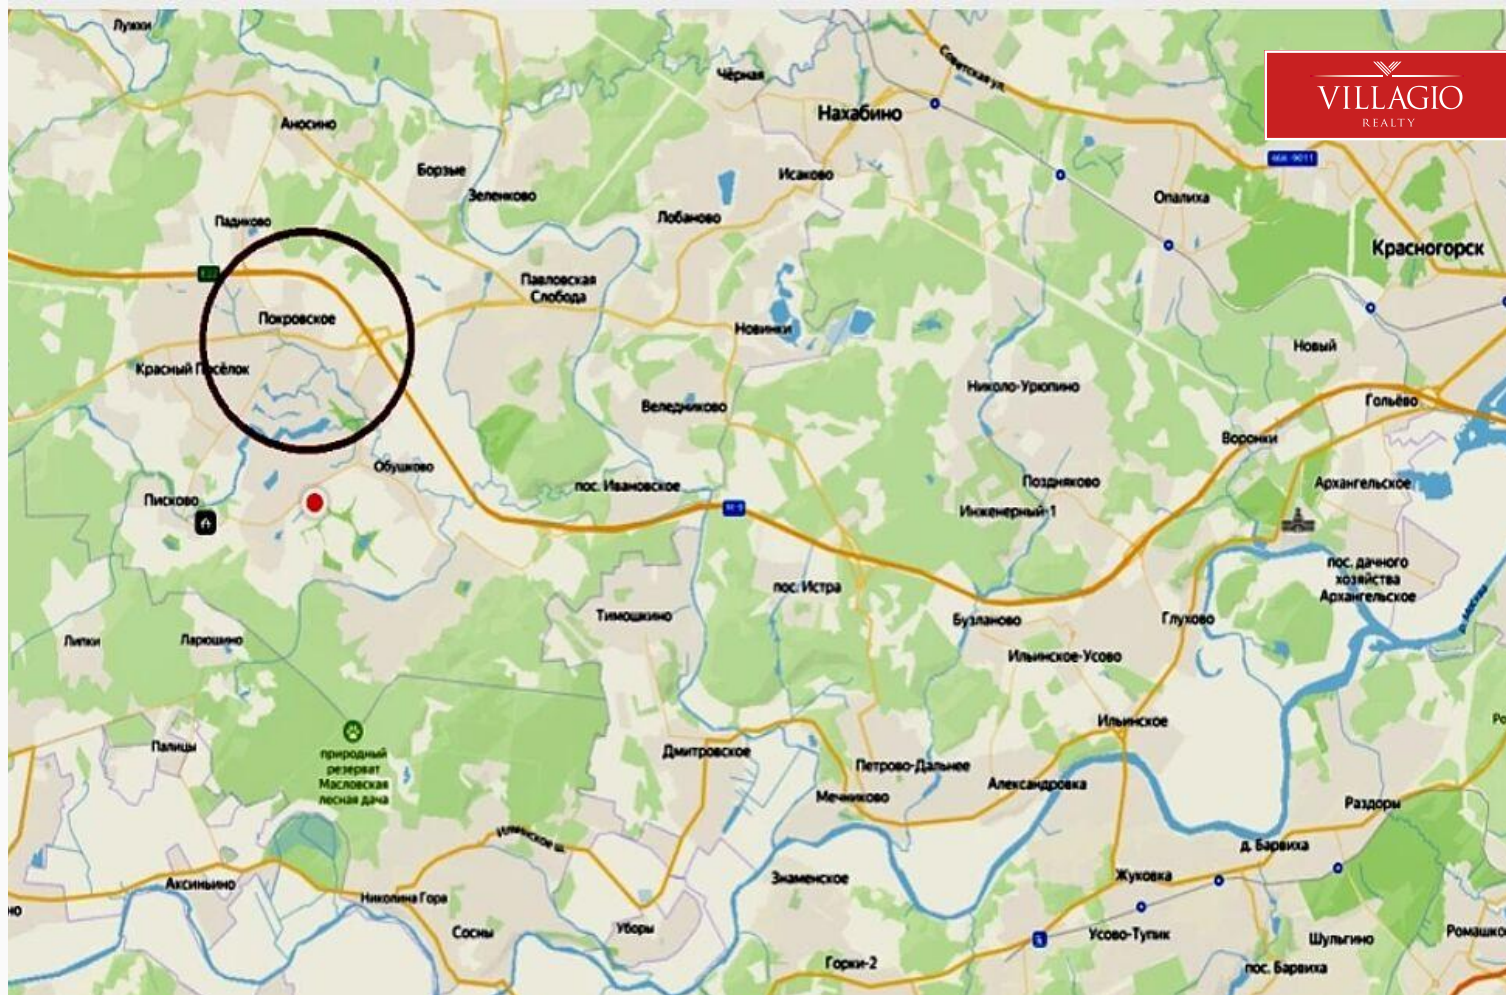 Лужки
Чёрная
Советская ул.
VILLAGIO
REALTY
Нахабино
Аносино
Борзые
Зеленково
Исаково
Опалиха
Лобаново
Падиково
Красногорск
Павловская
Слобода
Покровское
Новинки
Новый
Красный Посёлок
Николо-Урюпино
Гольёво
Веледниково
Воронки
Обушково
пос. Ивановское
Поздняково
Архангельское
Писково
Инженерный-1
пос. Истра
пос. дачного
хозяйства
Архангельское
р. Москва
Тимошкино
Бузланово
Глухово
Липки
Ларюшино
Ильинское-Усово
Ильинское
Палицы
природный
резерват
Масловская
лесная дача
Дмитровское
Петрово-Дальнее
Александровка
Мечниково
Раздоры
Ильинское ш.
д. Барвиха
Аксиньино
Николина Гора
Знаменское
Жуковка
Сосны
Уборы
Усово-Тупик
Шульгино
Горки-2
пос. Барвиха